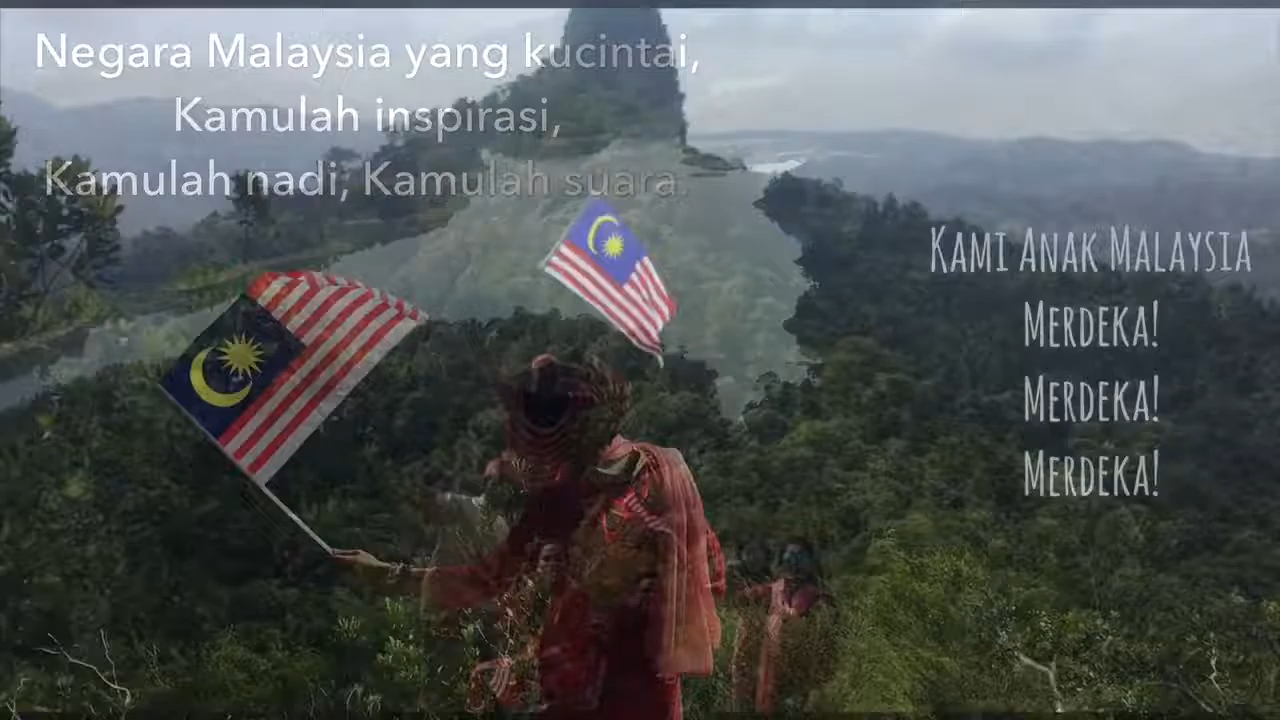 Negara Malaysia yang kucintai,
Kamulah inspirasi,
Kamulah nadi, Kamulah suara.
KAMI ANAK MALAYSIA
MERDEKA!
MERDEKA!
MERDEKA!